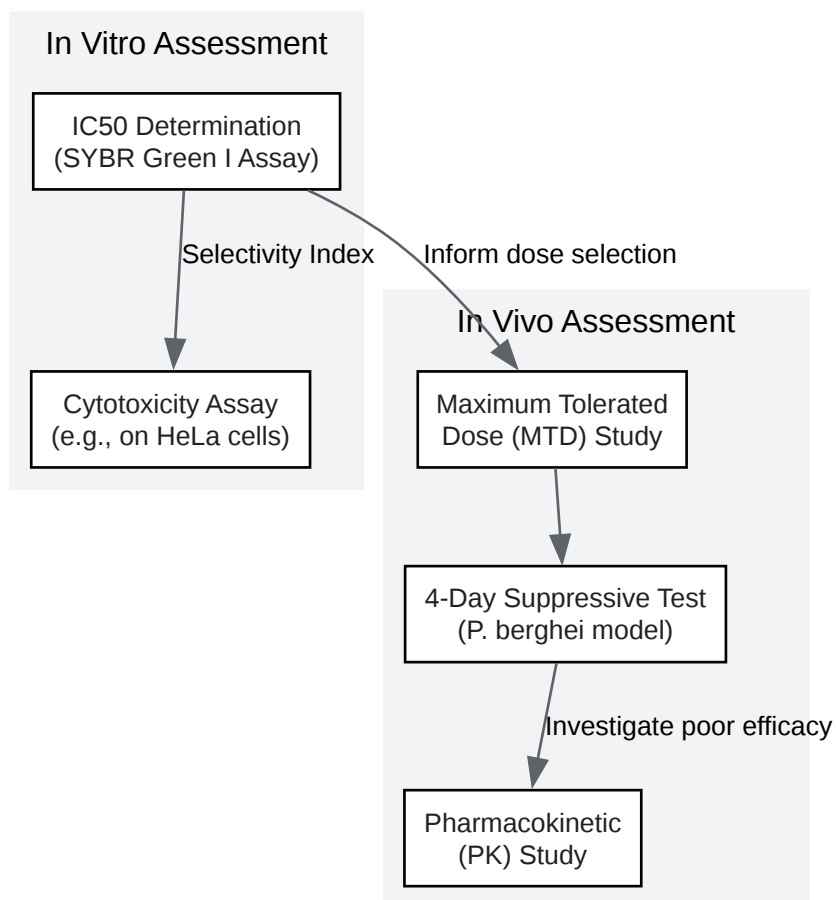 In Vitro Assessment
IC50 Determination
(SYBR Green I Assay)
Selectivity Index
Inform dose selection
Cytotoxicity Assay
(e.g., on HeLa cells)
In Vivo Assessment
Maximum Tolerated
Dose (MTD) Study
4-Day Suppressive Test
(P. berghei model)
Investigate poor efficacy
Pharmacokinetic
(PK) Study